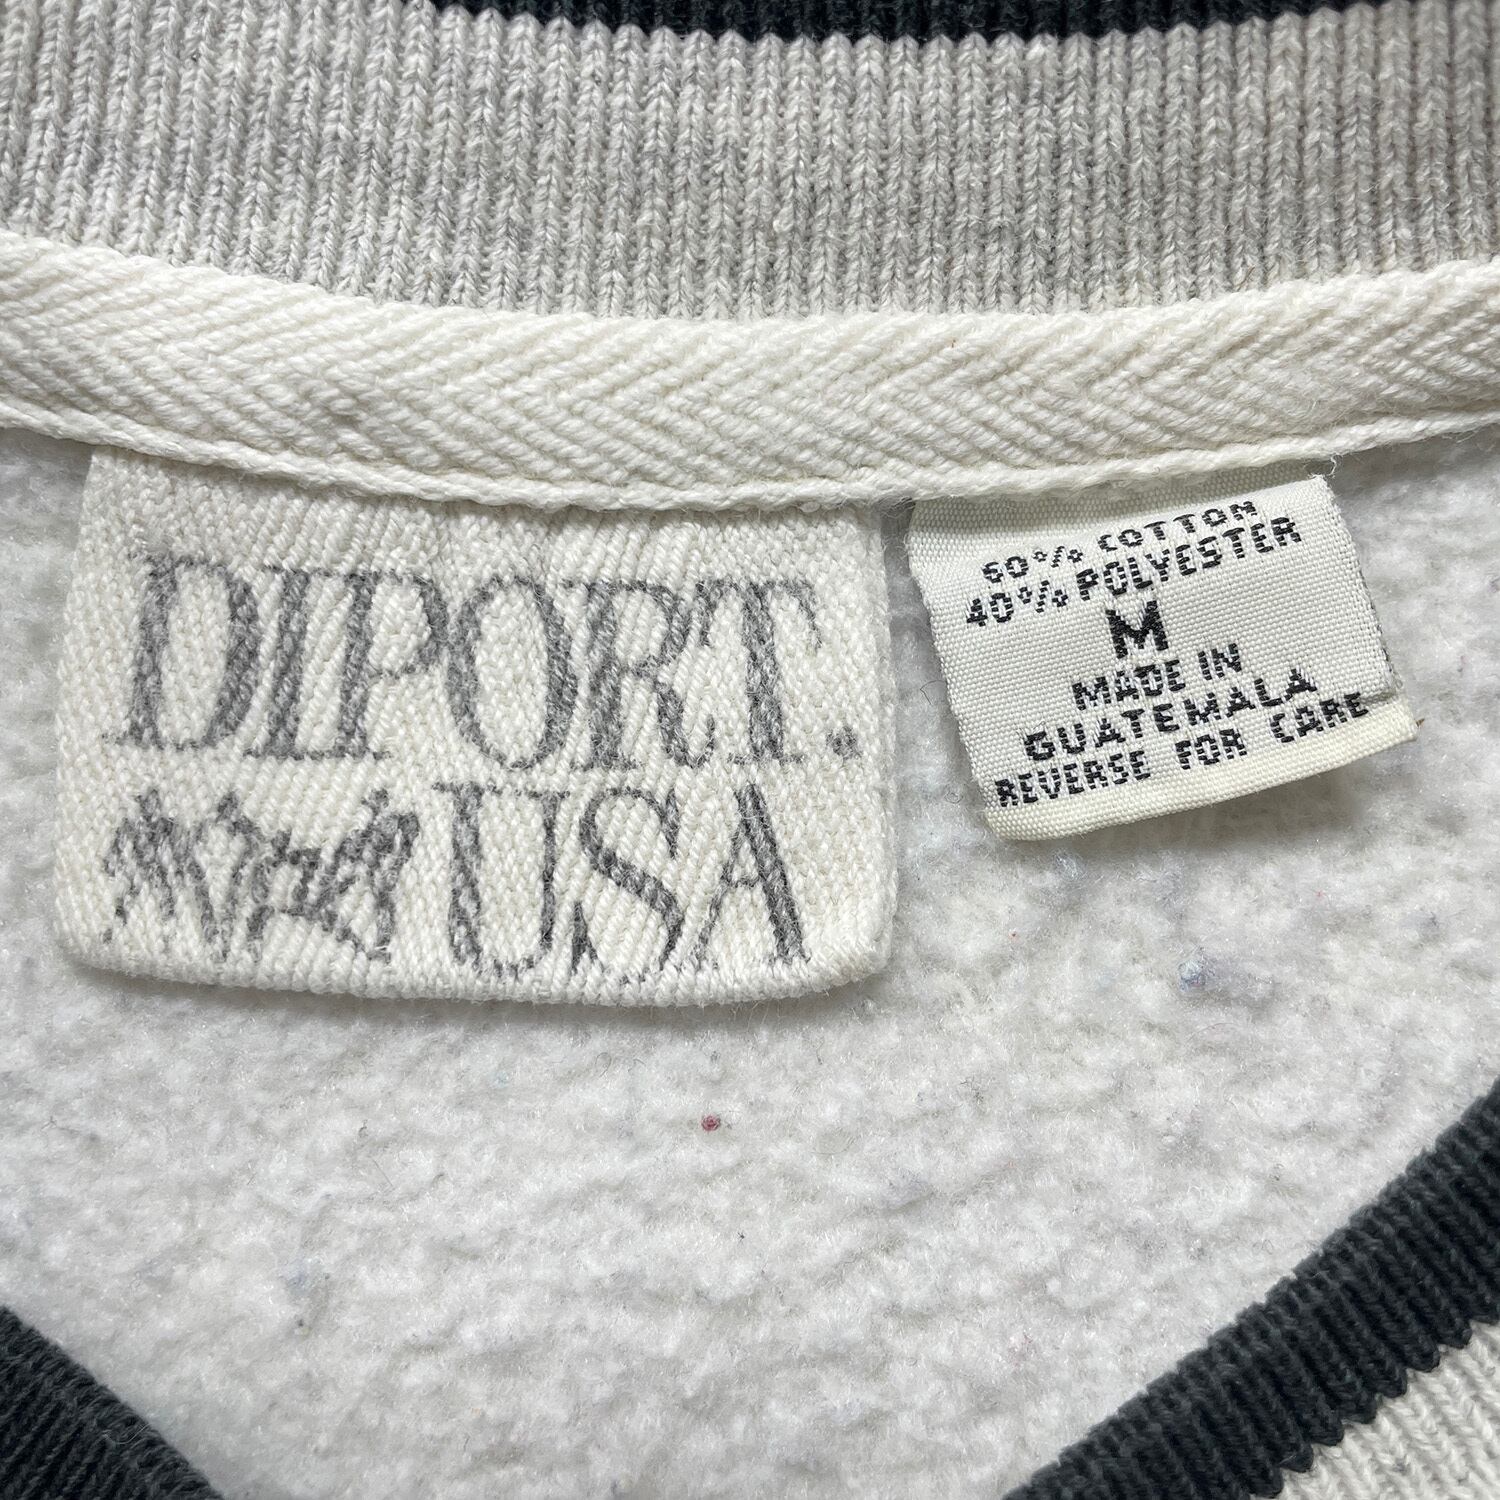 DIPORT.
USA
60% COTTON
40% POLYESTER
M
MADE IN
GUATEMALA
REVERSE FOR CARE